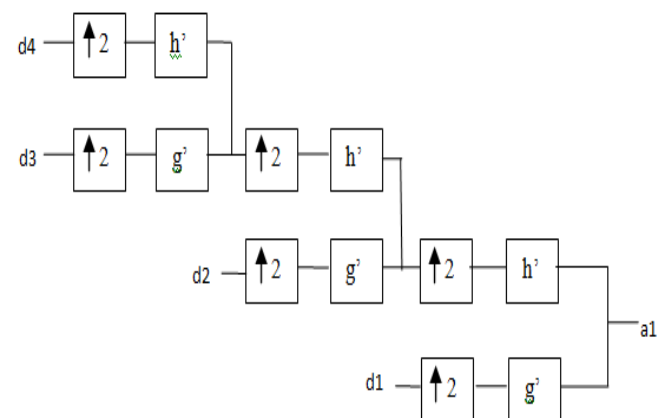 d4 ↑2 h’
d3 ↑2 g’ ↑2 h’
d2 ↑2 g’ ↑2 h’
a1
d1 ↑2 g’